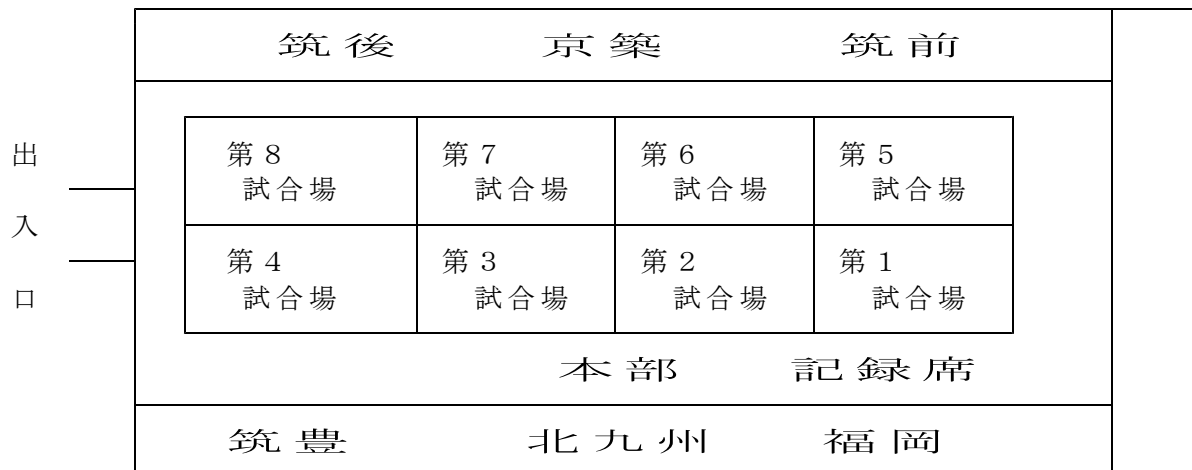 筑後 京築 筑前
出入口
第8 第7 第6 第5
試合場 試合場 試合場 試合場
第4 第3 第2 第1
試合場 試合場 試合場 試合場
本部 記録席
筑豊 北九州 福岡